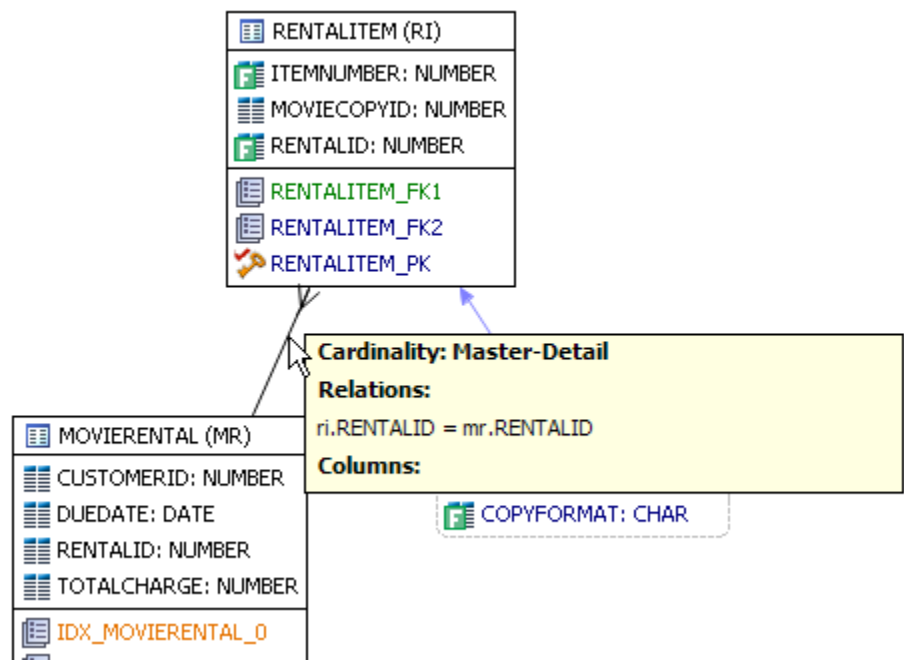 RENTALITEM (RI)
ITEMNUMBER: NUMBER
MOVIECOPYID: NUMBER
RENTALID: NUMBER
RENTALITEM_FK1
RENTALITEM_FK2
RENTALITEM_PK
Cardinality: Master-Detail
Relations:
ri.RENTALID = mr.RENTALID
Columns:
MOVIERENTAL (MR)
CUSTOMERID: NUMBER
DUEDATE: DATE
RENTALID: NUMBER
TOTALCHARGE: NUMBER
IDX_MOVIERENTAL_0
COPYFORMAT: CHAR